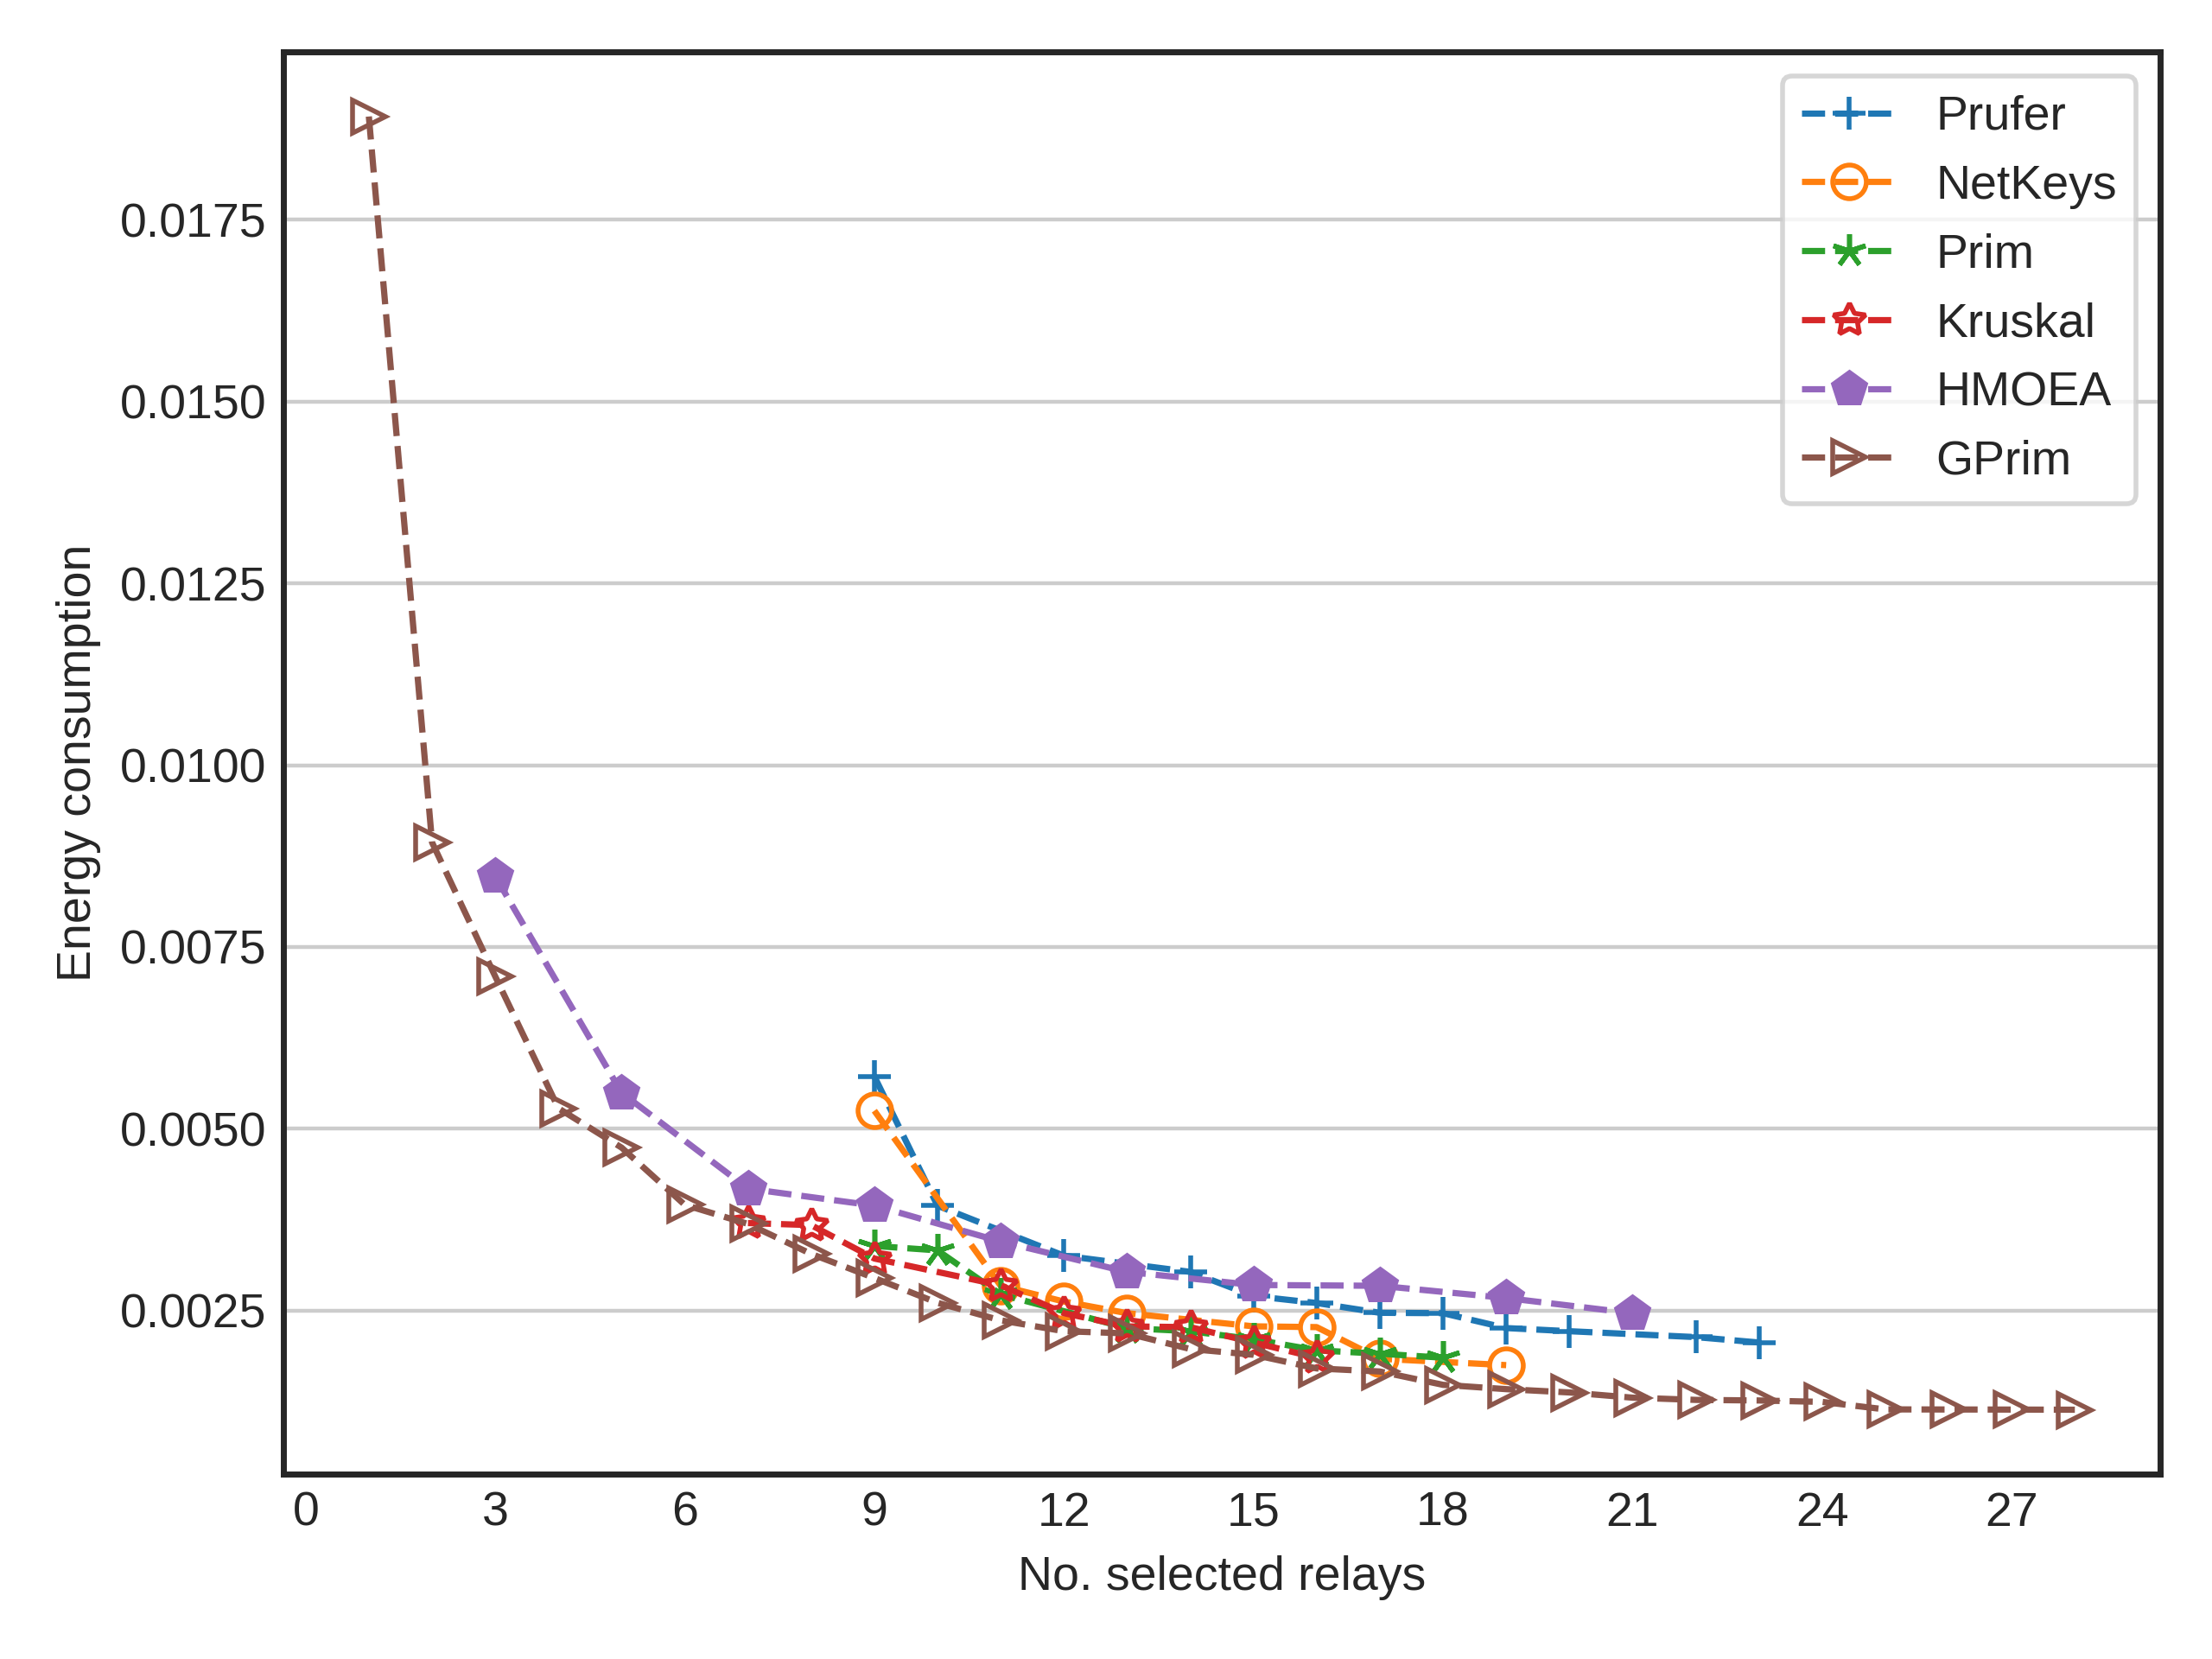 Prufer
NetKeys
Prim
Kruskal
HMOEA
GPrim
Energy consumption
0.0175
0.0150
0.0125
0.0100
0.0075
0.0050
0.0025
0 3 6 9 12 15 18 21 24 27
No. selected relays